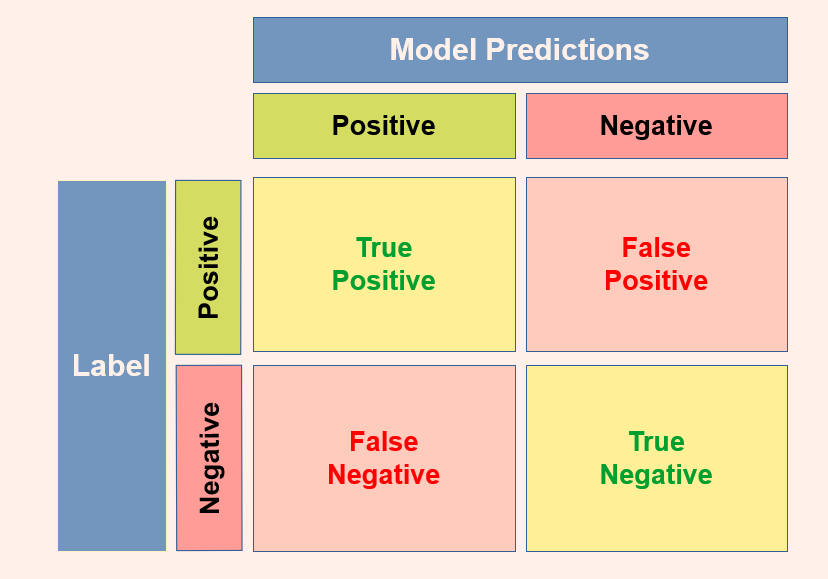 Model Predictions
Positive
Negative
Label
Positive
True
Positive
False
Positive
Negative
False
Negative
True
Negative